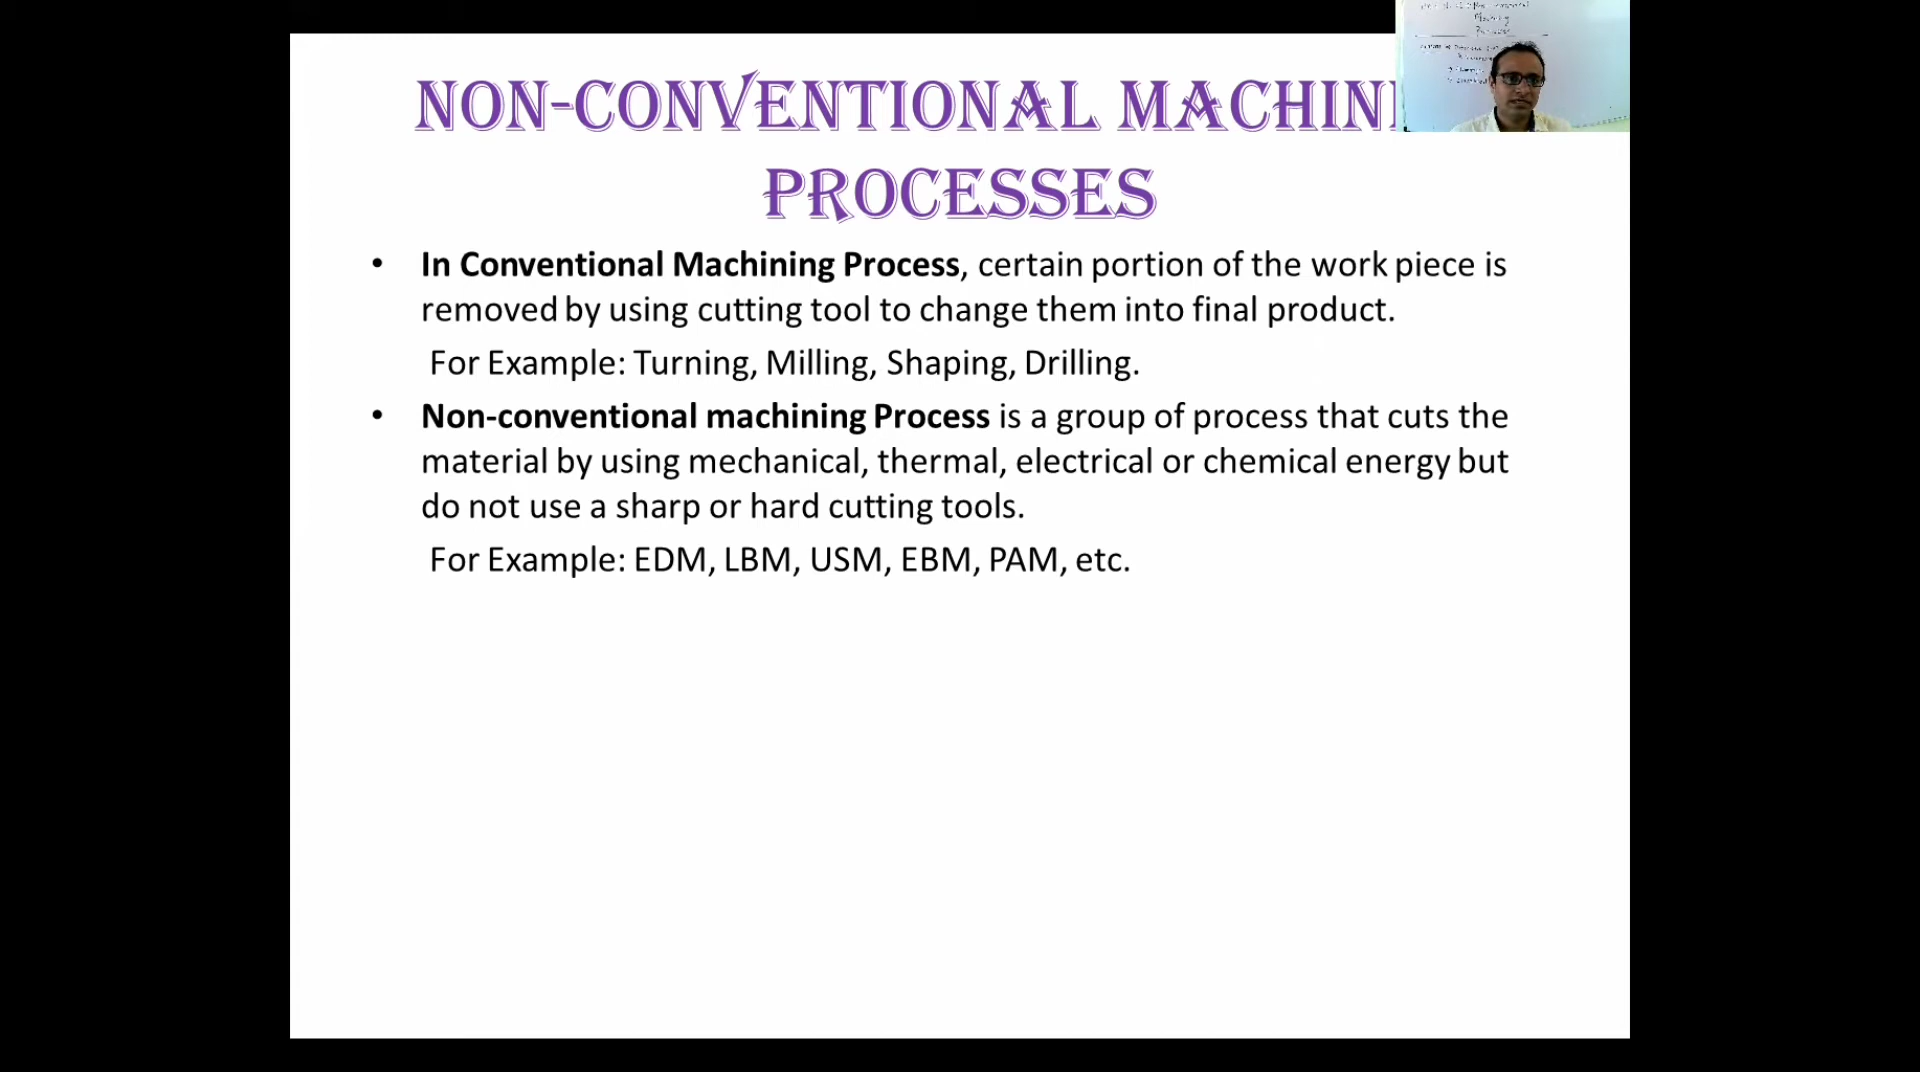 NON-CONVENTIONAL MACHINI
PROCESSES
• In Conventional Machining Process, certain portion of the work piece is
removed by using cutting tool to change them into final product.
For Example: Turning, Milling, Shaping, Drilling.
• Non-conventional machining Process is a group of process that cuts the
material by using mechanical, thermal, electrical or chemical energy but
do not use a sharp or hard cutting tools.
For Example: EDM, LBM, USM, EBM, PAM, etc.